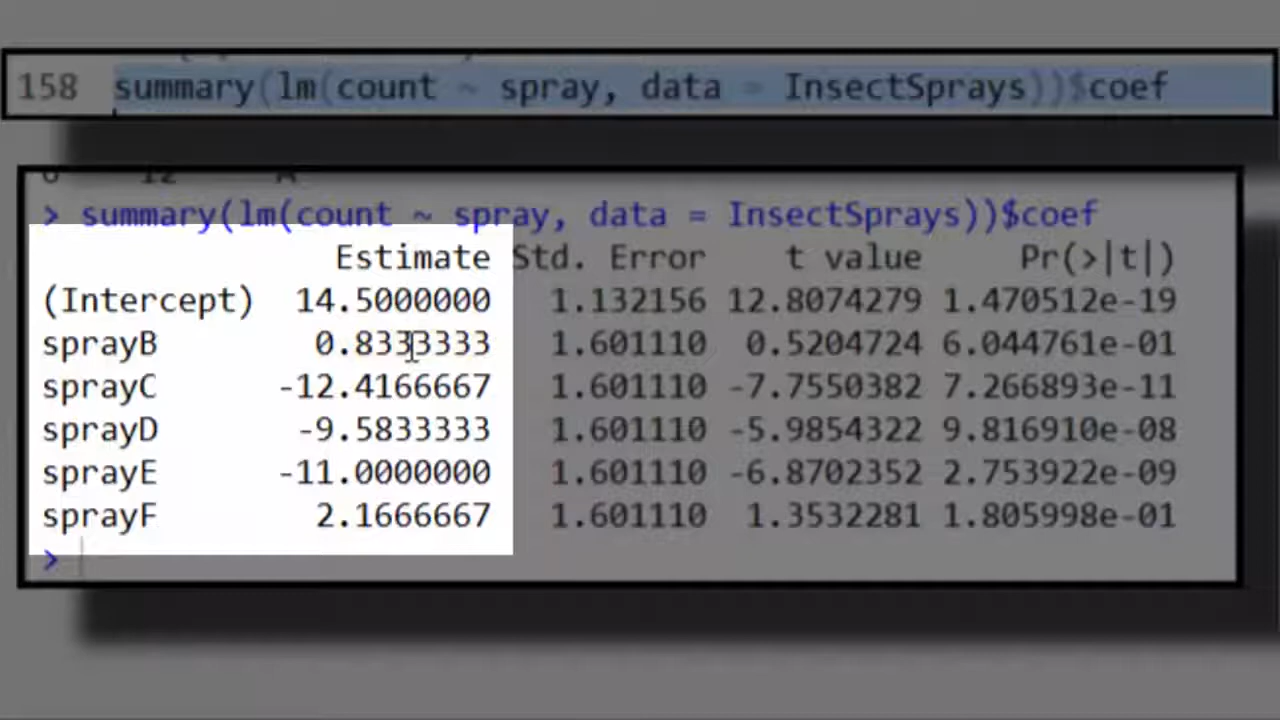 158 summary(lm(count ~ spray, data = InsectSprays))$coef
> summary(lm(count ~ spray, data = InsectSprays))$coef
Estimate Std. Error t value Pr(>|t|)
(Intercept) 14.5000000 1.132156 12.8074279 1.470512e-19
sprayB 0.8333333 1.601110 0.5204724 6.044761e-01
sprayC -12.4166667 1.601110 -7.7550382 7.266893e-11
sprayD -9.5833333 1.601110 -5.9854322 9.816910e-08
sprayE -11.0000000 1.601110 -6.8702352 2.753922e-09
sprayF 2.1666667 1.601110 1.3532281 1.805998e-01
>